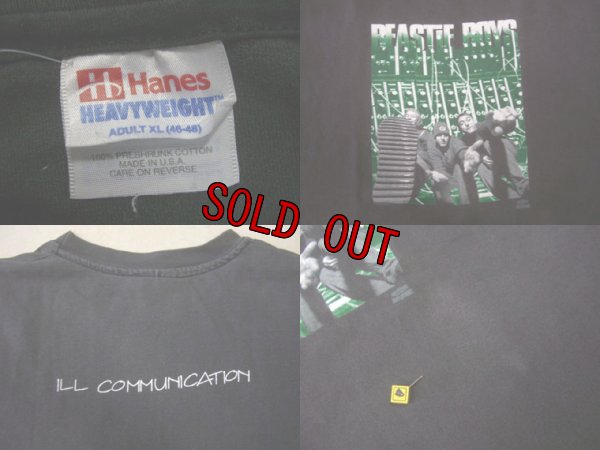 Hanes
HEAVYWEIGHT™
ADULT XL (46-48)
100% PRESHRUNK COTTON
MADE IN U.S.A.
CARE ON REVERSE
BEASTIE BOYS
SOLD OUT
ILL COMMUNICATION